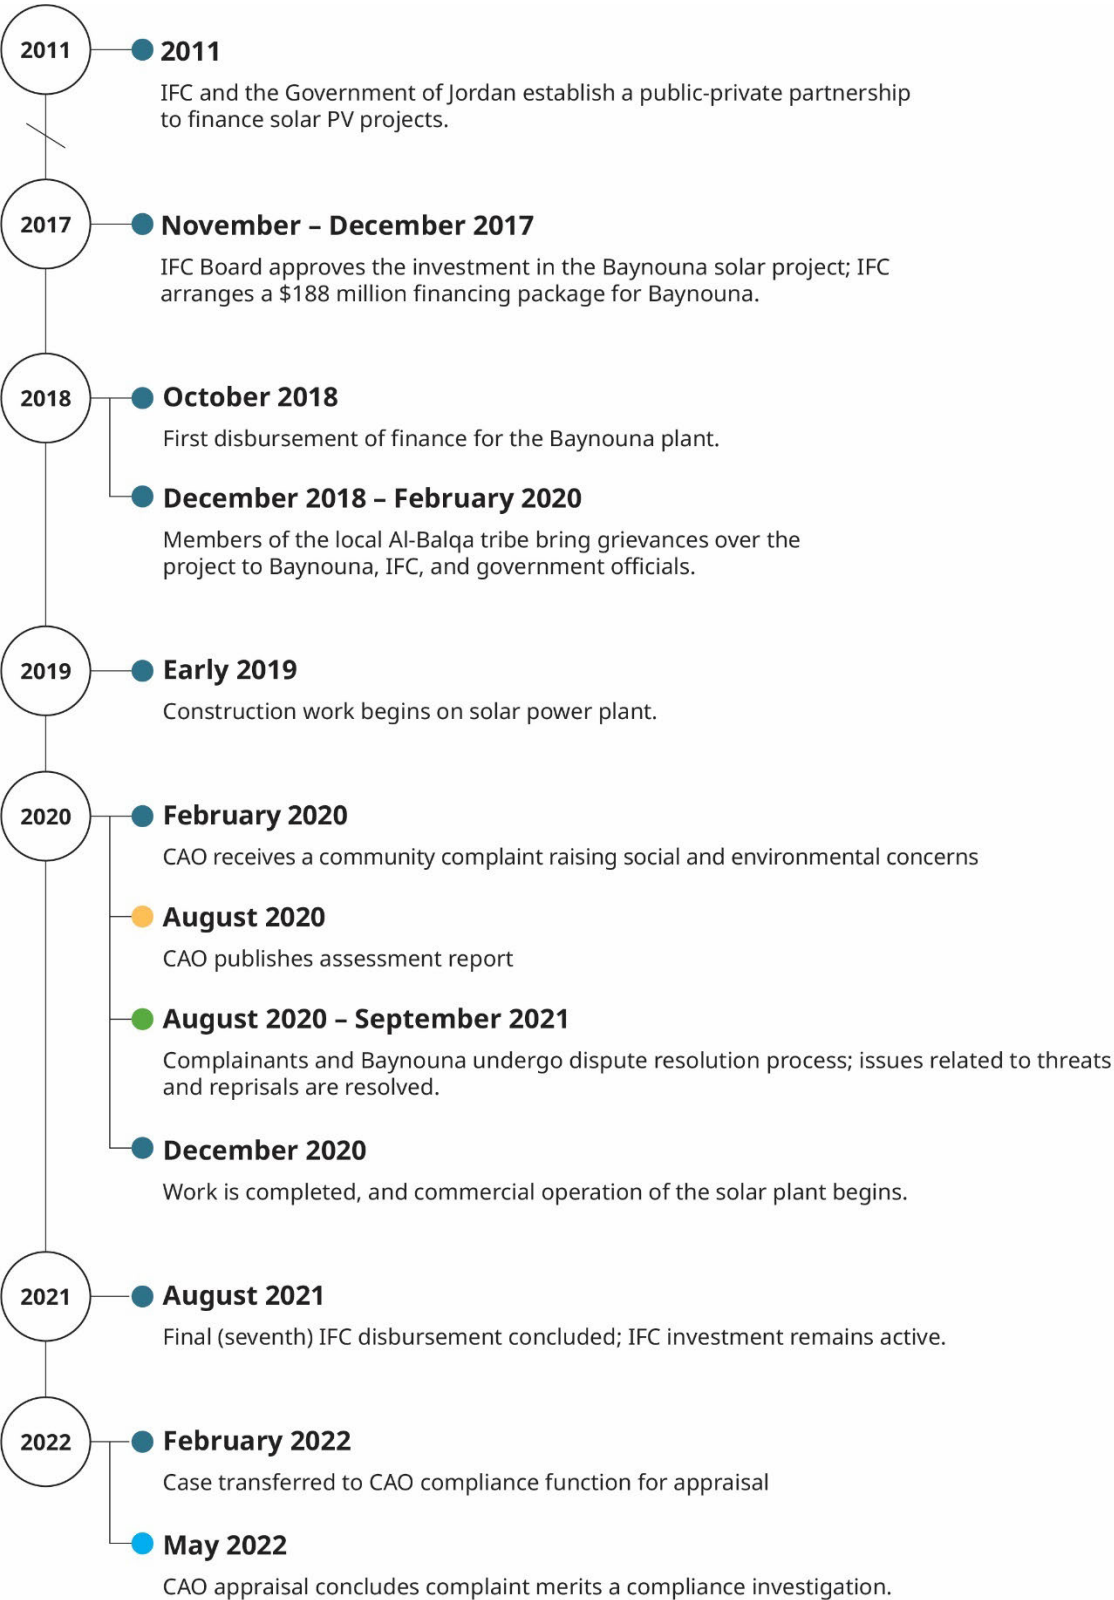 2011
2011
IFC and the Government of Jordan establish a public-private partnership
to finance solar PV projects.
2017
November – December 2017
IFC Board approves the investment in the Baynouna solar project; IFC
arranges a $188 million financing package for Baynouna.
2018
October 2018
First disbursement of finance for the Baynouna plant.
December 2018 – February 2020
Members of the local Al-Balqa tribe bring grievances over the
project to Baynouna, IFC, and government officials.
2019
Early 2019
Construction work begins on solar power plant.
2020
February 2020
CAO receives a community complaint raising social and environmental concerns
August 2020
CAO publishes assessment report
August 2020 – September 2021
Complainants and Baynouna undergo dispute resolution process; issues related to threats
and reprisals are resolved.
December 2020
Work is completed, and commercial operation of the solar plant begins.
2021
August 2021
Final (seventh) IFC disbursement concluded; IFC investment remains active.
2022
February 2022
Case transferred to CAO compliance function for appraisal
May 2022
CAO appraisal concludes complaint merits a compliance investigation.